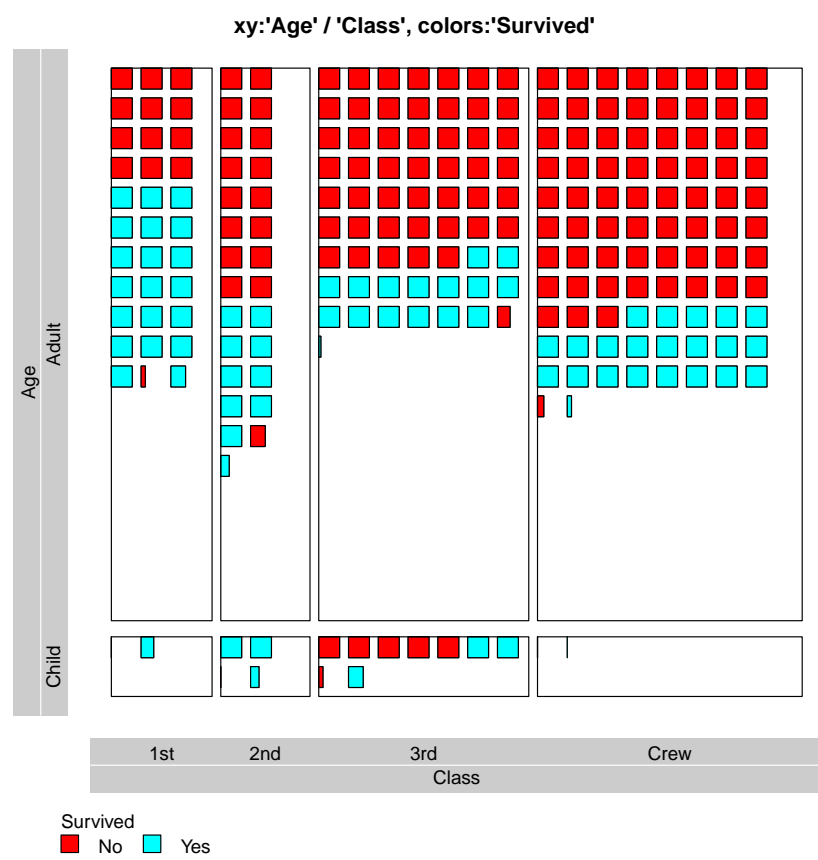 xy:'Age' / 'Class', colors:'Survived'
Age
Adult
Child
1st 2nd 3rd Crew
Class
Survived
No Yes